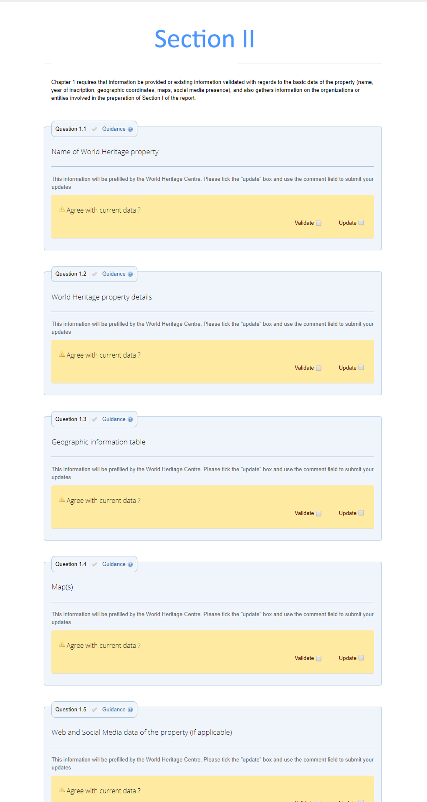 Section II
Chapter 1 requires that information be provided or existing information validated with regards to the basic data of the property (name,
year of inscription, geographic coordinates, maps, social media presence), and also gathers information on the organizations or
entities involved in the preparation of Section I of the report.
Question 1.1 Guidance
Name of World Heritage property
This information will be prefilled by the World Heritage Centre. Please tick the "update" box and use the comment field to submit your
updates
Agree with current data ?
Validate Update
Question 1.2 Guidance
World Heritage property details
This information will be prefilled by the World Heritage Centre. Please tick the "update" box and use the comment field to submit your
updates
Agree with current data ?
Validate Update
Question 1.3 Guidance
Geographic information table
This information will be prefilled by the World Heritage Centre. Please tick the "update" box and use the comment field to submit your
updates
Agree with current data ?
Validate Update
Question 1.4 Guidance
Map(s)
This information will be prefilled by the World Heritage Centre. Please tick the "update" box and use the comment field to submit your
updates
Agree with current data ?
Validate Update
Question 1.5 Guidance
Web and Social Media data of the property (if applicable)
This information will be prefilled by the World Heritage Centre. Please tick the "update" box and use the comment field to submit your
updates
Agree with current data ?